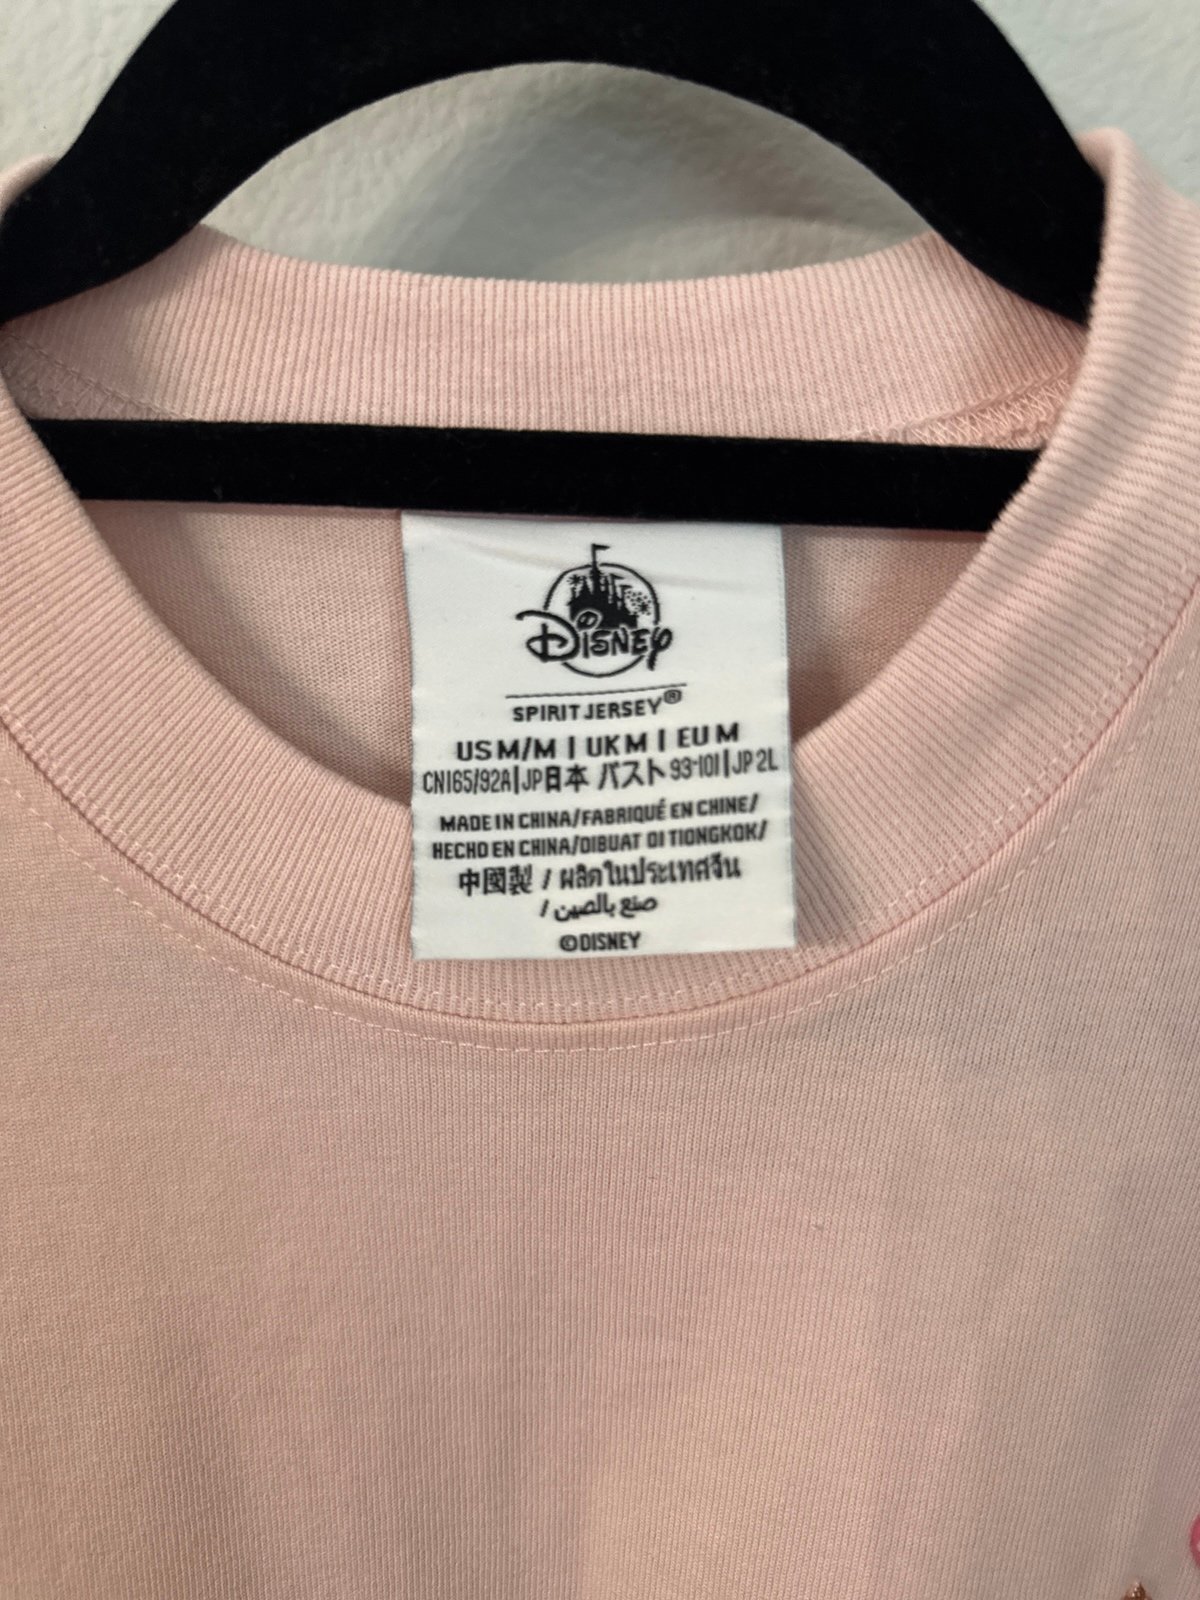 Disney
SPIRIT JERSEY®
US M/M | UK M | EU M
CN165/92A|JP日本 バスト 93-101|JP 2L
MADE IN CHINA/FABRIQUÉ EN CHINE/
HECHO EN CHINA/DIBUAT DI TIONGKOK/
中國製 / ผลิตในประเทศจีน
صنع بالصين /
©DISNEY